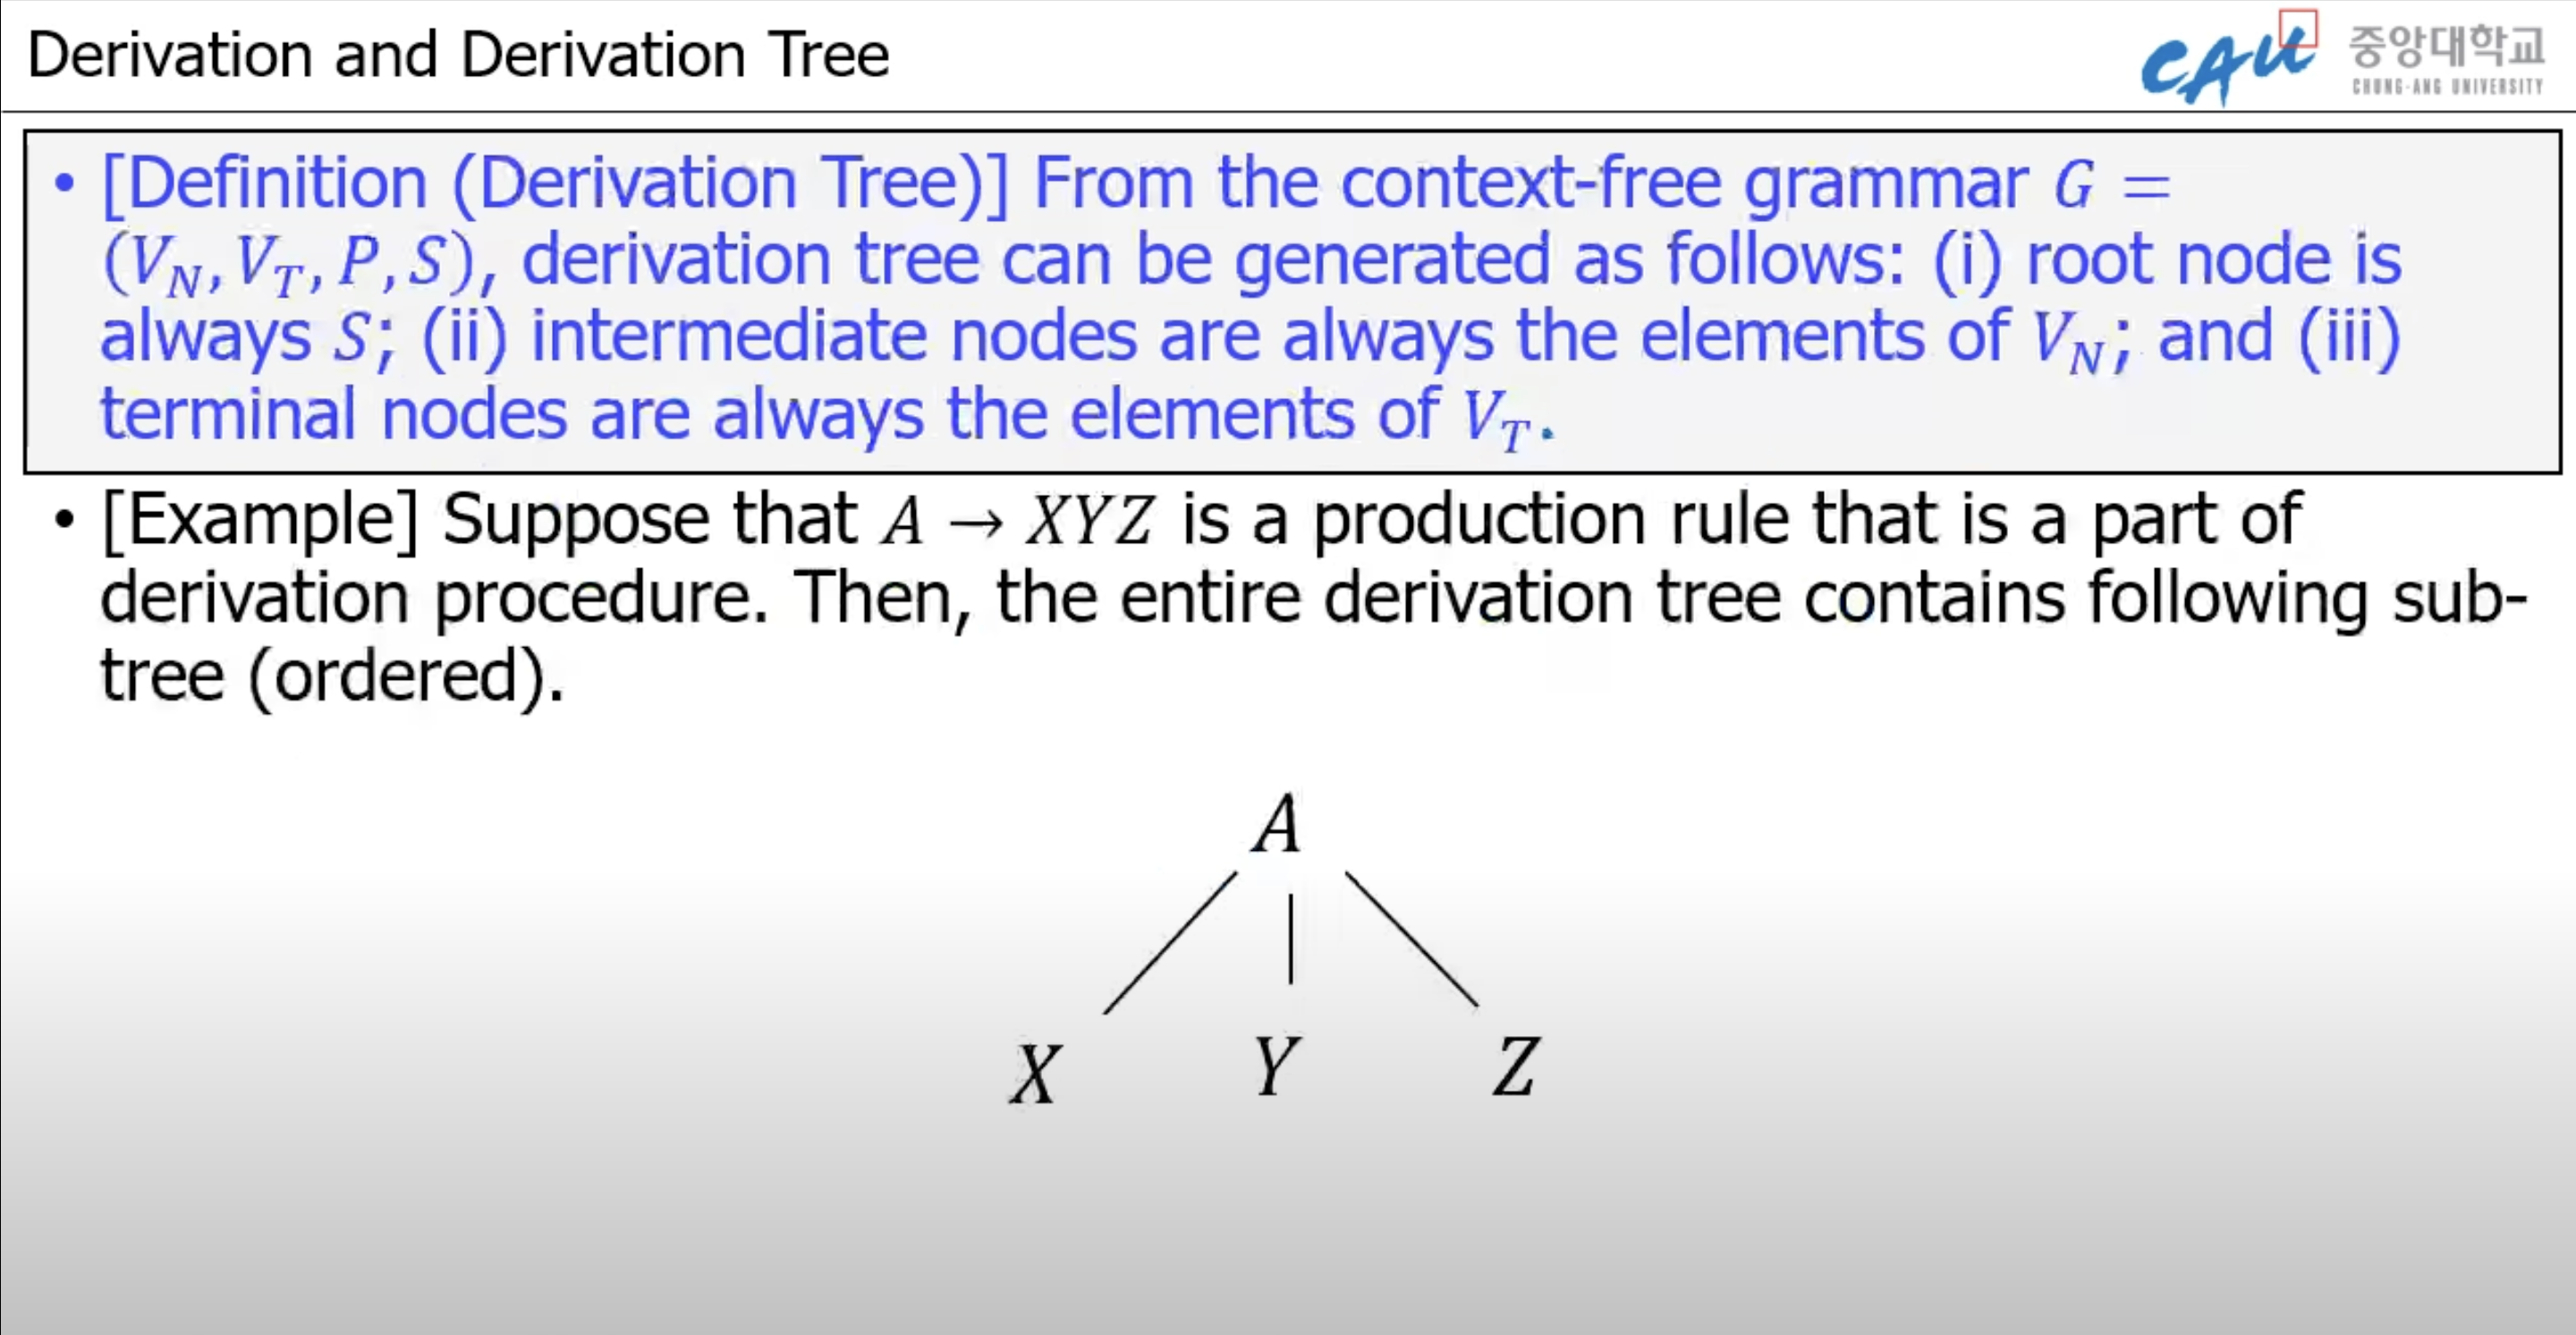 Derivation and Derivation Tree
CAU 중앙대학교
CHUNG-ANG UNIVERSITY
• [Definition (Derivation Tree)] From the context-free grammar G =
(V_N, V_T, P, S), derivation tree can be generated as follows: (i) root node is
always S; (ii) intermediate nodes are always the elements of V_N; and (iii)
terminal nodes are always the elements of V_T.
• [Example] Suppose that A → XYZ is a production rule that is a part of
derivation procedure. Then, the entire derivation tree contains following sub-
tree (ordered).
A
X Y Z